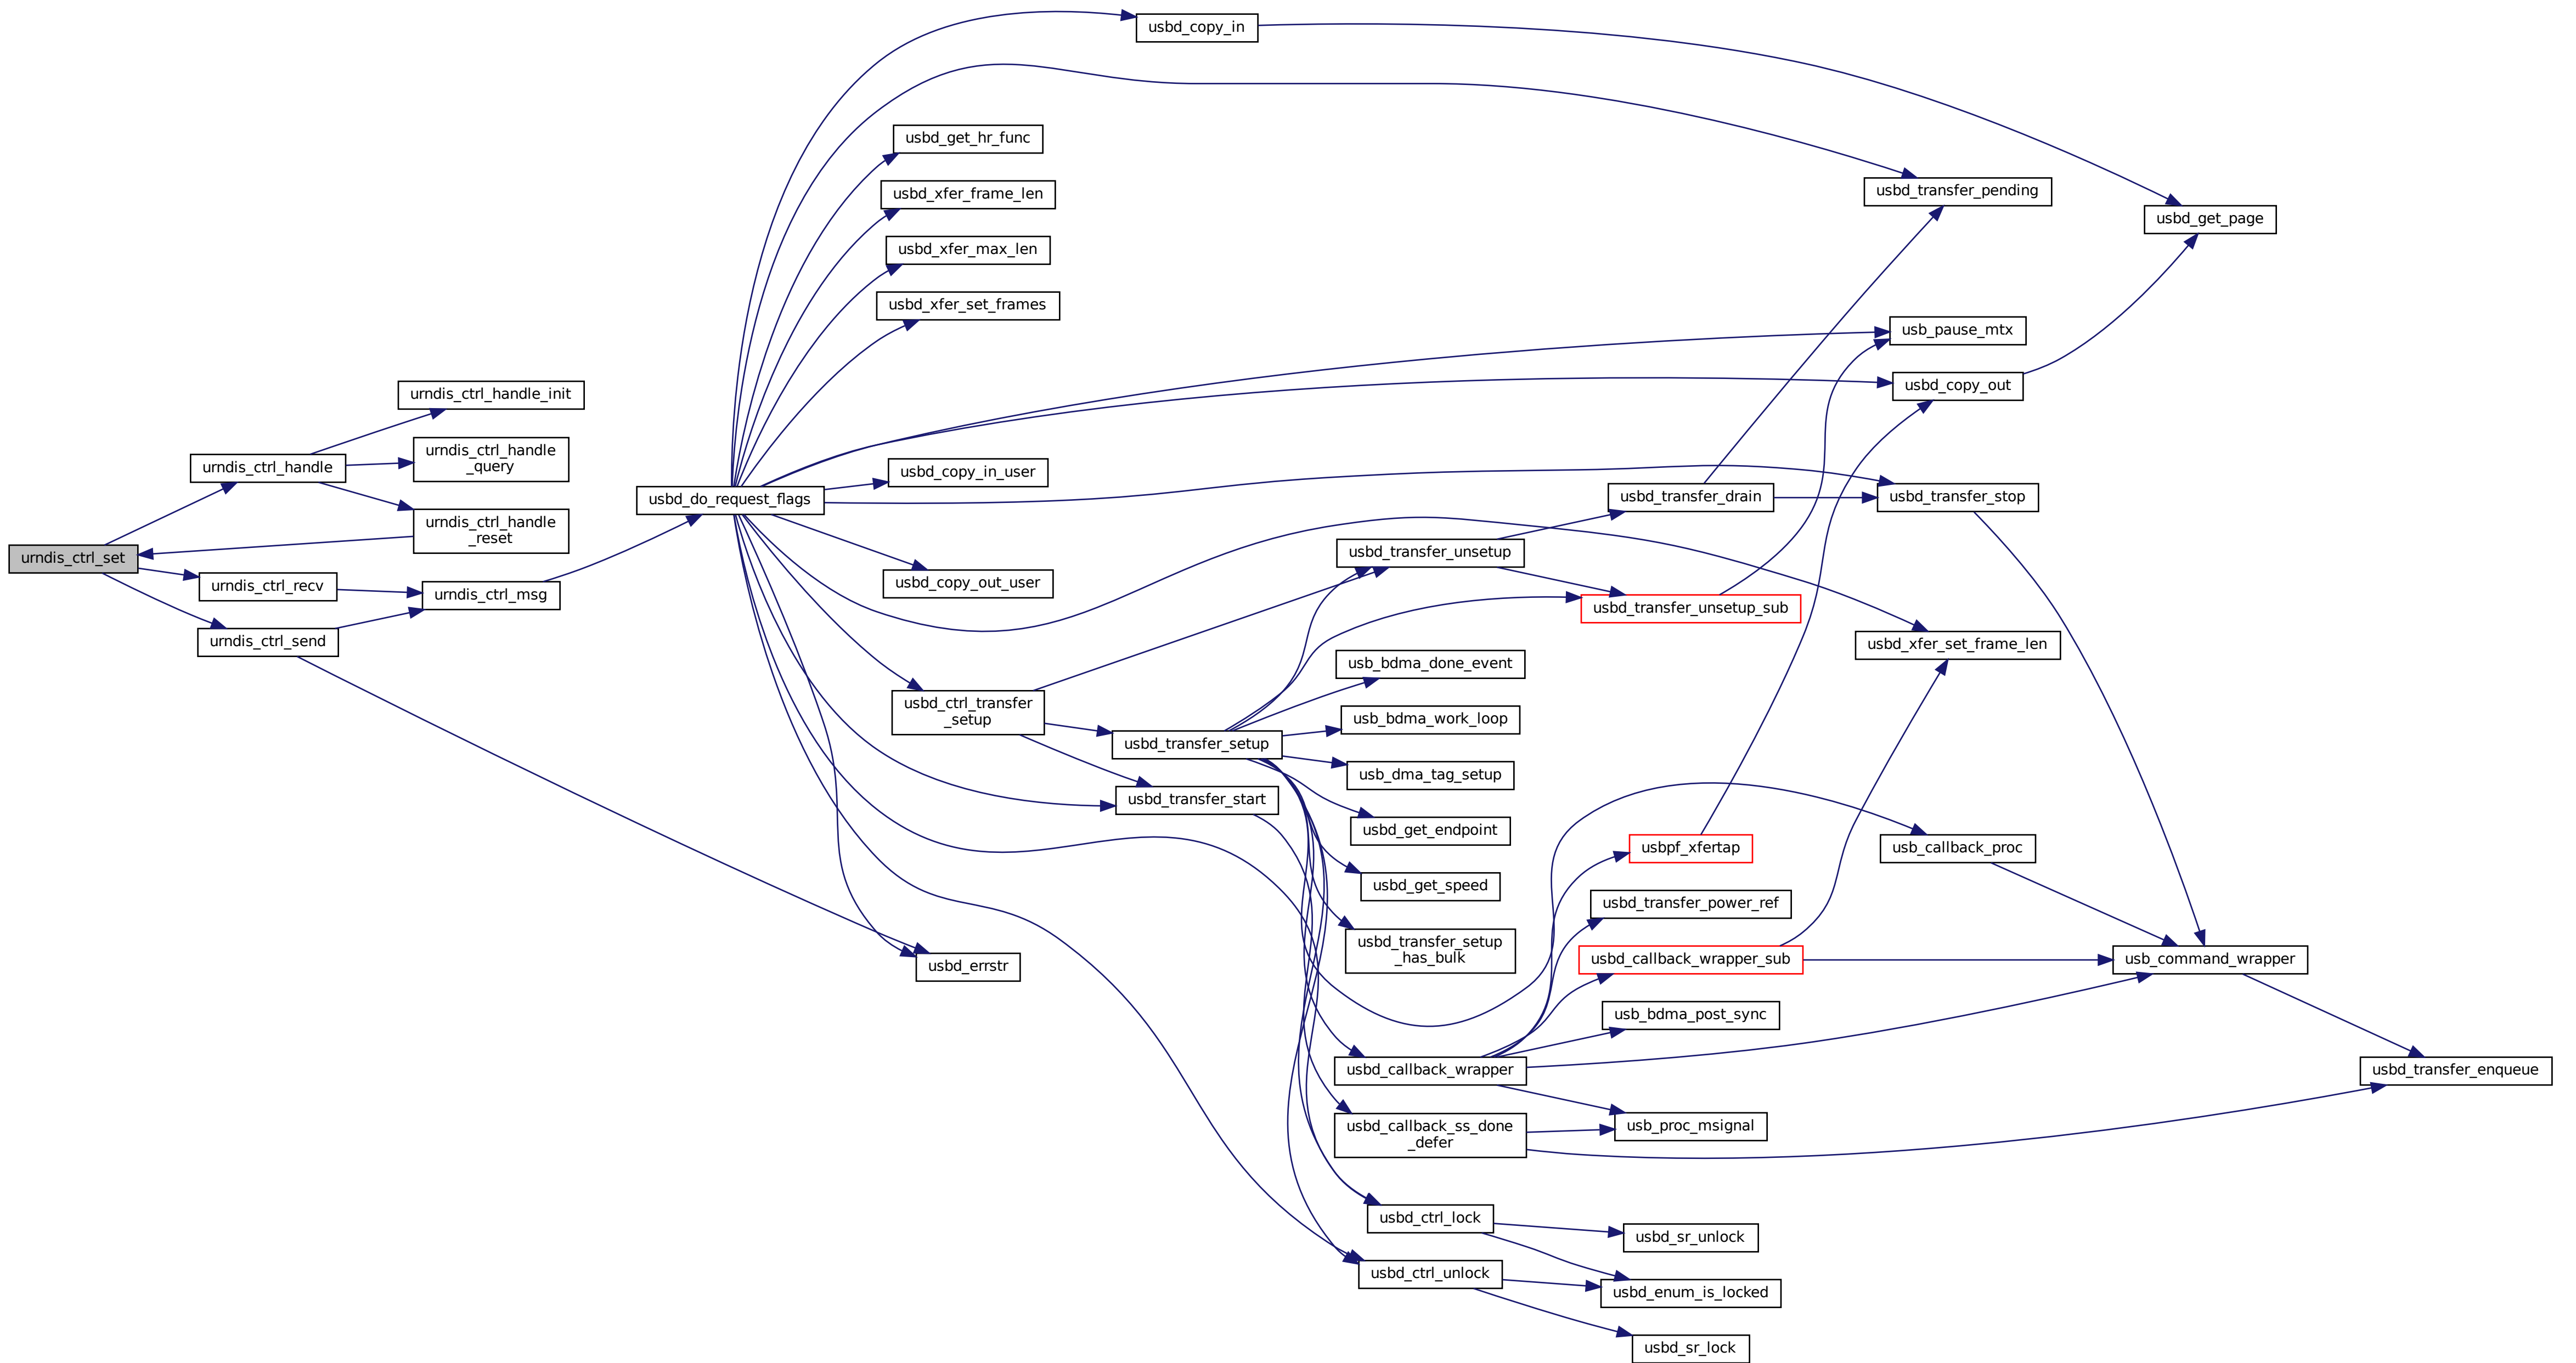 usbd_copy_in
usbd_get_hr_func
usbd_transfer_pending
usbd_xfer_frame_len
usbd_get_page
usbd_xfer_max_len
usbd_xfer_set_frames
usb_pause_mtx
usbd_copy_out
urndis_ctrl_handle_init
urndis_ctrl_handle
_query
urndis_ctrl_handle
usbd_copy_in_user
usbd_do_request_flags
usbd_transfer_drain
usbd_transfer_stop
urndis_ctrl_handle
_reset
urndis_ctrl_set
usbd_transfer_unsetup
urndis_ctrl_recv
usbd_copy_out_user
urndis_ctrl_msg
usbd_transfer_unsetup_sub
urndis_ctrl_send
usbd_xfer_set_frame_len
usb_bdma_done_event
usbd_ctrl_transfer
_setup
usb_bdma_work_loop
usbd_transfer_setup
usb_dma_tag_setup
usbd_transfer_start
usbd_get_endpoint
usbpf_xfertap
usb_callback_proc
usbd_get_speed
usbd_transfer_power_ref
usbd_transfer_setup
_has_bulk
usbd_errstr
usbd_callback_wrapper_sub
usb_command_wrapper
usb_bdma_post_sync
usbd_callback_wrapper
usbd_transfer_enqueue
usbd_callback_ss_done
_defer
usb_proc_msignal
usbd_ctrl_lock
usbd_sr_unlock
usbd_ctrl_unlock
usbd_enum_is_locked
usbd_sr_lock